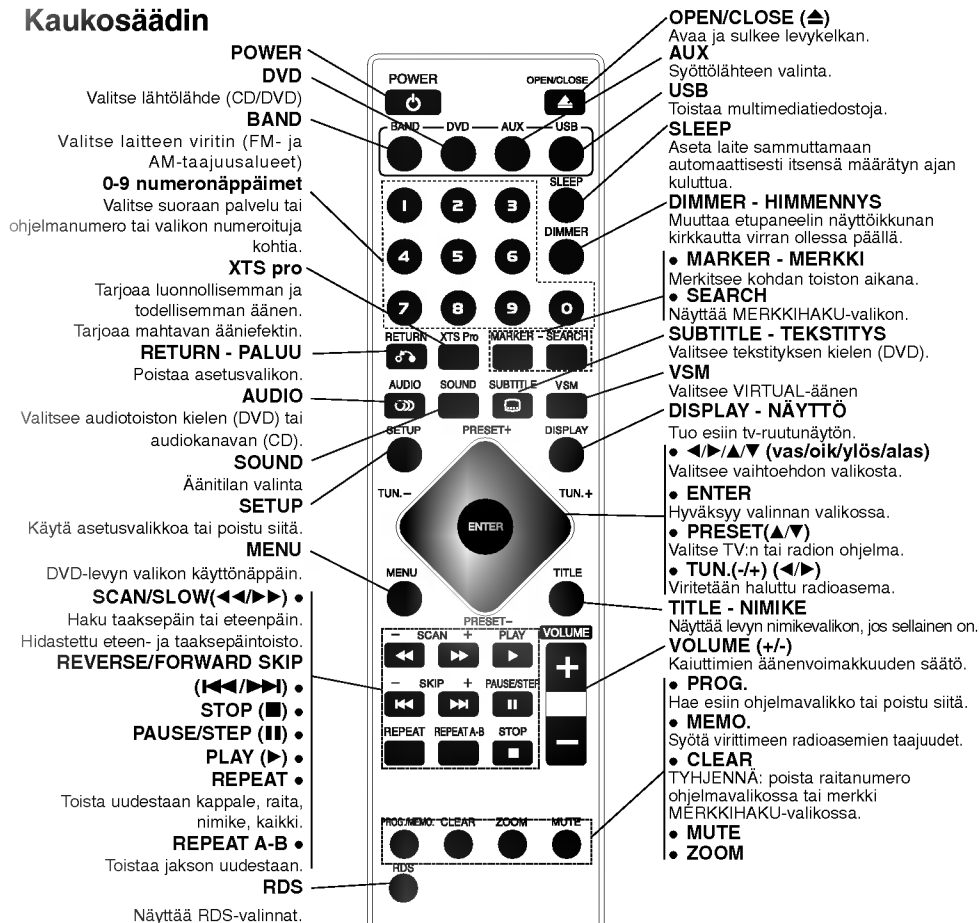 Kaukosäädin
POWER
DVD
Valitse lähtölähde (CD/DVD)
BAND
Valitse laitteen viritin (FM- ja
AM-taajuusalueet)
0-9 numeronäppäimet
Valitse suoraan palvelu tai
ohjelmanumero tai valikon numeroituja
kohtia.
XTS pro
Tarjoaa luonnollisemman ja
todellisemman äänen.
Tarjoaa mahtavan ääniefektin.
RETURN - PALUU
Poistaa asetusvalikon.
AUDIO
Valitsee audiotoiston kielen (DVD) tai
audiokanavan (CD).
SOUND
Äänitilan valinta
SETUP
Käytä asetusvalikkoa tai poistu siitä.
MENU
DVD-levyn valikon käyttönäppäin.
SCAN/SLOW(◄◄/►►) •
Haku taaksepäin tai eteenpäin.
Hidastettu eteen- ja taaksepäintoisto.
REVERSE/FORWARD SKIP
(I◄◄/►►I) •
STOP (■) •
PAUSE/STEP (II) •
PLAY (►) •
REPEAT •
Toista uudestaan kappale, raita,
nimike, kaikki.
REPEAT A-B •
Toistaa jakson uudestaan.
RDS
Näyttää RDS-valinnat.
POWER OPEN/CLOSE
BAND DVD AUX USB
1 2 3 SLEEP
4 5 6 DIMMER
7 8 9 0
RETURN XTS Pro MARKER - SEARCH
AUDIO SOUND SUBTITLE VSM
SETUP PRESET+ DISPLAY
TUN.- TUN.+
ENTER
MENU TITLE
PRESET-
- SCAN + PLAY VOLUME
+
- SKIP + PAUSE/STEP
REPEAT REPEAT A-B STOP
-
PROG./MEMO. CLEAR ZOOM MUTE
RDS
OPEN/CLOSE (⏏)
Avaa ja sulkee levykelkan.
AUX
Syöttölähteen valinta.
USB
Toistaa multimediatiedostoja.
SLEEP
Aseta laite sammuttamaan
automaattisesti itsensä määrätyn ajan
kuluttua.
DIMMER - HIMMENNYS
Muuttaa etupaneelin näyttöikkunan
kirkkautta virran ollessa päällä.
• MARKER - MERKKI
Merkitsee kohdan toiston aikana.
• SEARCH
Näyttää MERKKIHAKU-valikon.
SUBTITLE - TEKSTITYS
Valitsee tekstityksen kielen (DVD).
VSM
Valitsee VIRTUAL-äänen
DISPLAY - NÄYTTÖ
Tuo esiin tv-ruutunäytön.
• ◄/►/▲/▼ (vas/oik/ylös/alas)
Valitsee vaihtoehdon valikosta.
• ENTER
Hyväksyy valinnan valikossa.
• PRESET(▲/▼)
Valitse TV:n tai radion ohjelma.
• TUN.(-/+) (◄/►)
Viritetään haluttu radioasema.
TITLE - NIMIKE
Näyttää levyn nimikevalikon, jos sellainen on.
VOLUME (+/-)
Kaiuttimien äänenvoimakkuuden säätö.
• PROG.
Hae esiin ohjelmavalikko tai poistu siitä.
• MEMO.
Syötä virittimeen radioasemien taajuudet.
• CLEAR
TYHJENNÄ: poista raitanumero
ohjelmavalikossa tai merkki
MERKKIHAKU-valikossa.
• MUTE
• ZOOM